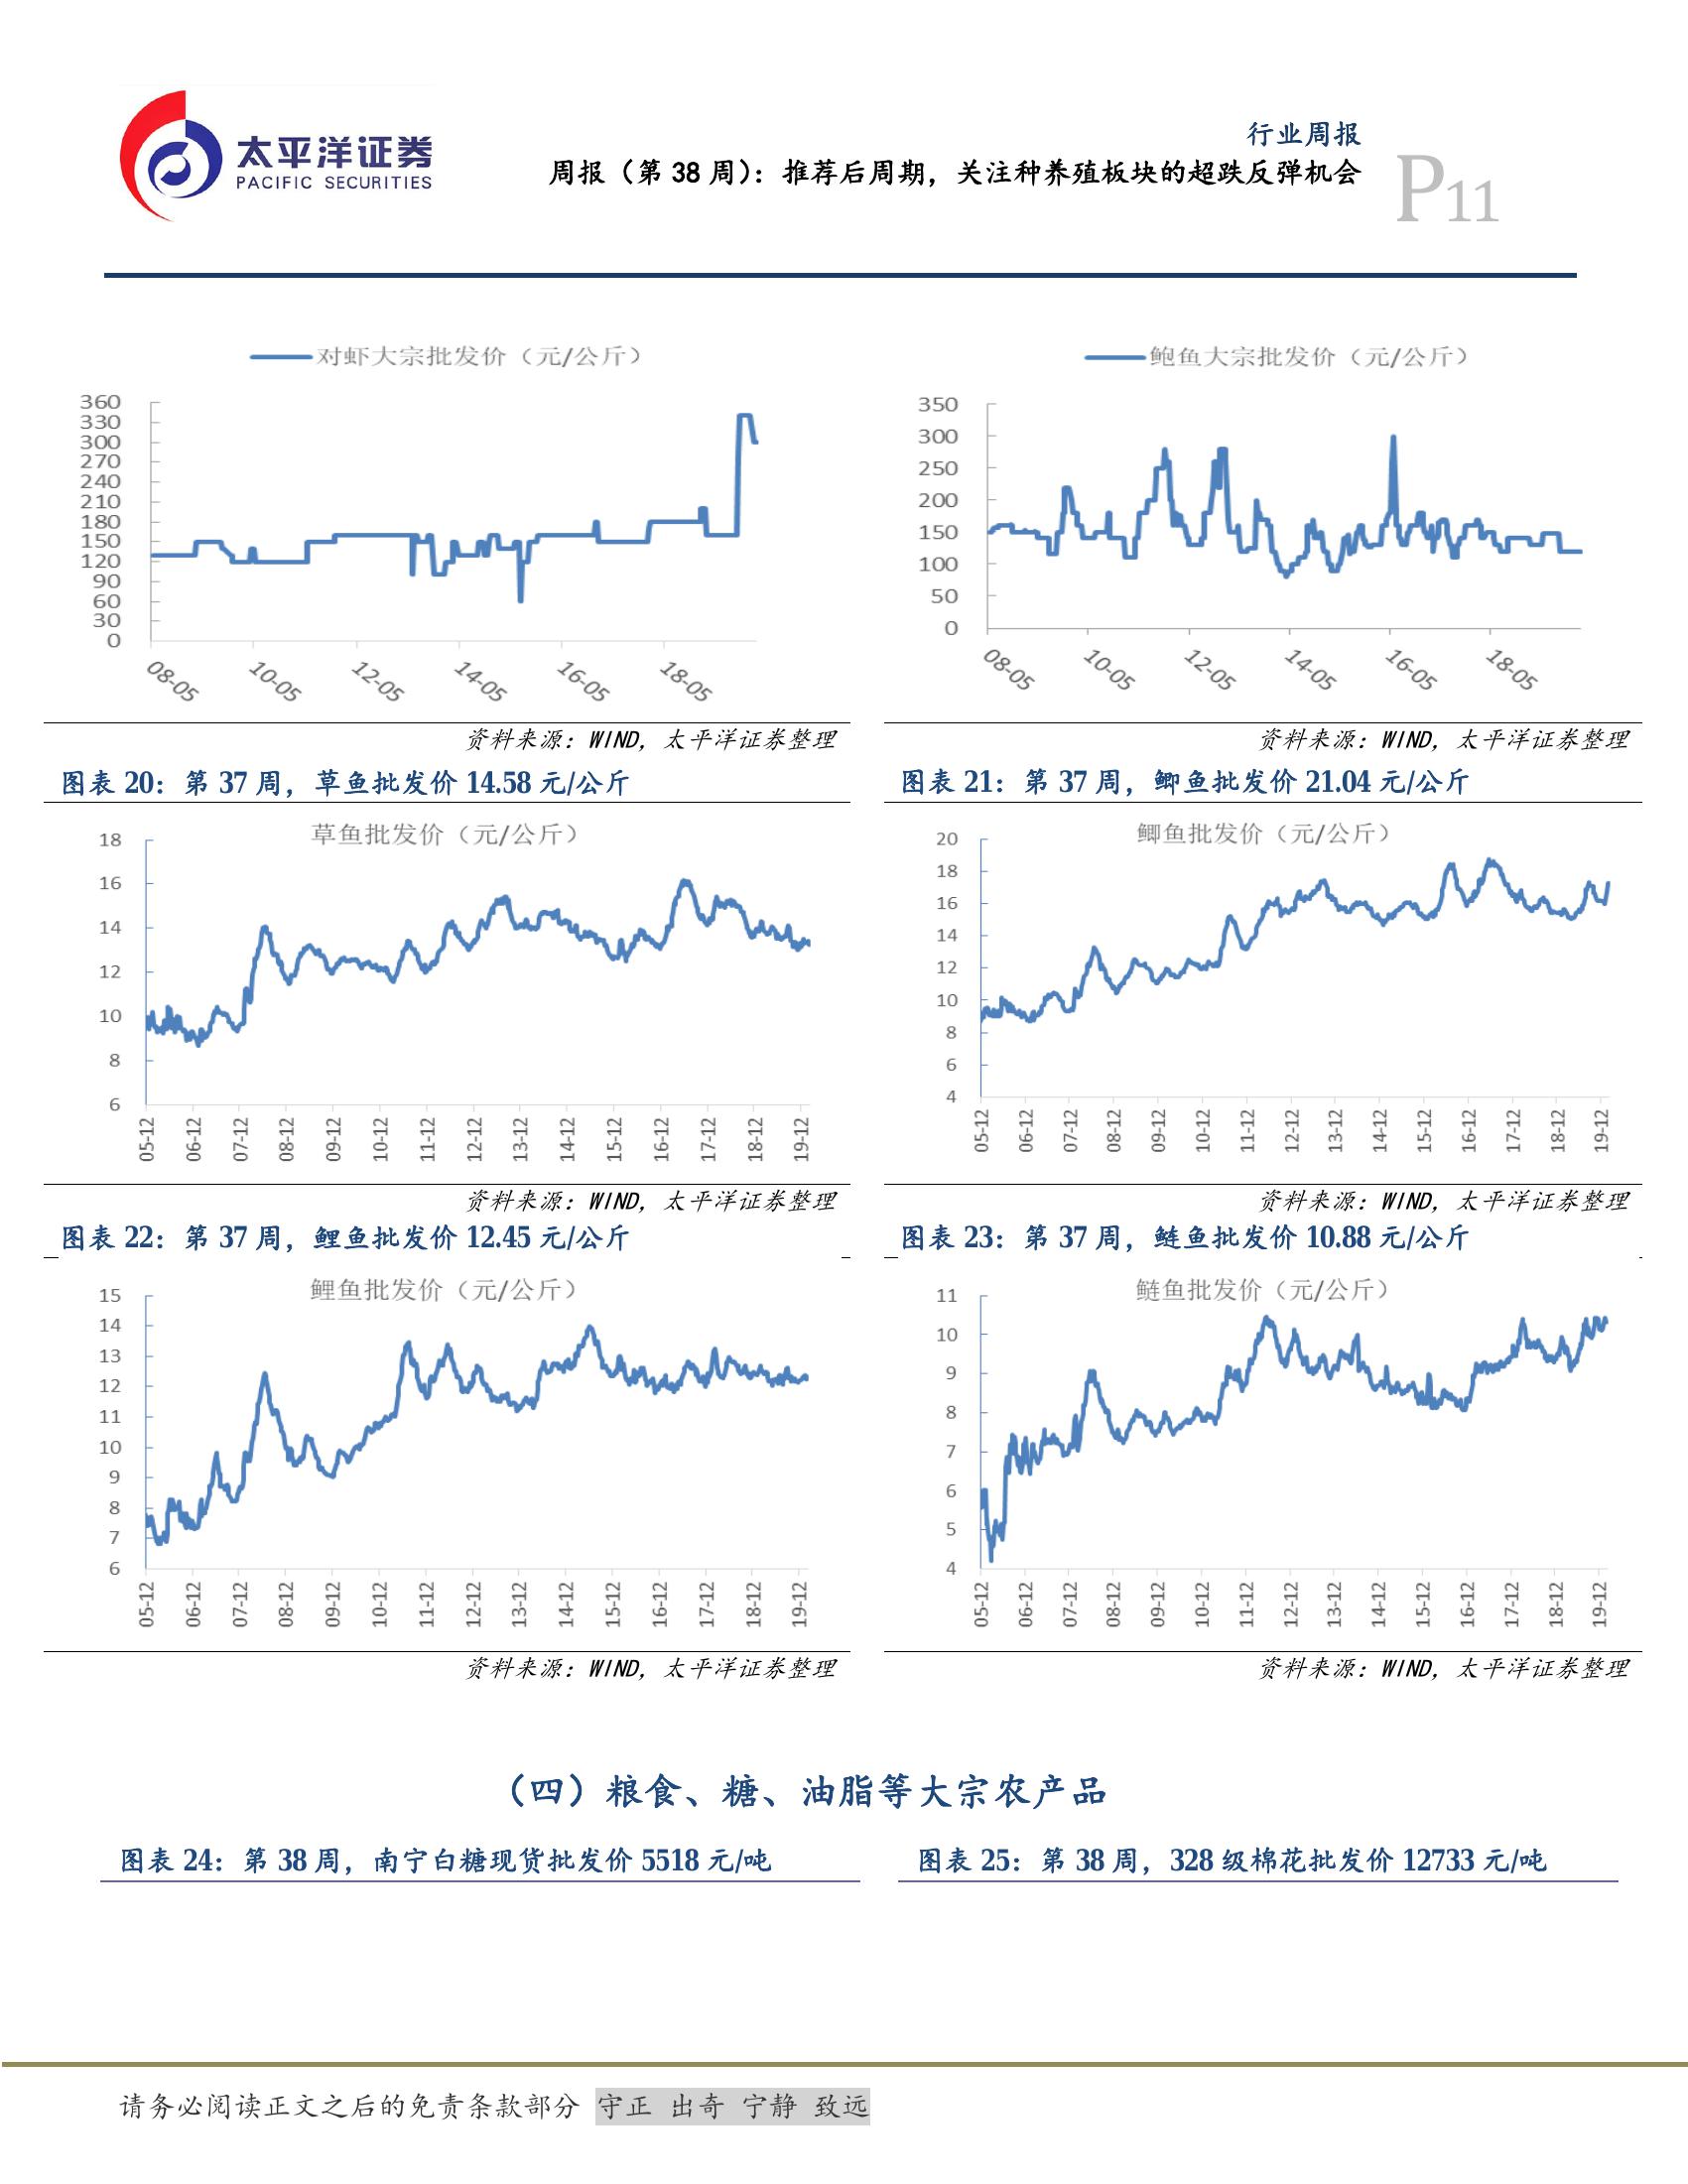 太平洋证券
PACIFIC SECURITIES
行业周报
周报（第 38 周）：推荐后周期，关注种养殖板块的超跌反弹机会
P11
对虾大宗批发价（元/公斤）
360
330
300
270
240
210
180
150
120
90
60
30
0
08-05 10-05 12-05 14-05 16-05 18-05
鲍鱼大宗批发价（元/公斤）
350
300
250
200
150
100
50
0
08-05 10-05 12-05 14-05 16-05 18-05
资料来源：WIND，太平洋证券整理
资料来源：WIND，太平洋证券整理
图表 20：第 37 周，草鱼批发价 14.58 元/公斤
图表 21：第 37 周，鲫鱼批发价 21.04 元/公斤
草鱼批发价（元/公斤）
18
16
14
12
10
8
6
05-12 06-12 07-12 08-12 09-12 10-12 11-12 12-12 13-12 14-12 15-12 16-12 17-12 18-12 19-12
鲫鱼批发价（元/公斤）
20
18
16
14
12
10
8
6
4
05-12 06-12 07-12 08-12 09-12 10-12 11-12 12-12 13-12 14-12 15-12 16-12 17-12 18-12 19-12
资料来源：WIND，太平洋证券整理
资料来源：WIND，太平洋证券整理
图表 22：第 37 周，鲤鱼批发价 12.45 元/公斤
图表 23：第 37 周，鲢鱼批发价 10.88 元/公斤
鲤鱼批发价（元/公斤）
15
14
13
12
11
10
9
8
7
6
05-12 06-12 07-12 08-12 09-12 10-12 11-12 12-12 13-12 14-12 15-12 16-12 17-12 18-12 19-12
鲢鱼批发价（元/公斤）
11
10
9
8
7
6
5
4
05-12 06-12 07-12 08-12 09-12 10-12 11-12 12-12 13-12 14-12 15-12 16-12 17-12 18-12 19-12
资料来源：WIND，太平洋证券整理
资料来源：WIND，太平洋证券整理
（四）粮食、糖、油脂等大宗农产品
图表 24：第 38 周，南宁白糖现货批发价 5518 元/吨
图表 25：第 38 周，328 级棉花批发价 12733 元/吨
请务必阅读正文之后的免责条款部分 守正 出奇 宁静 致远